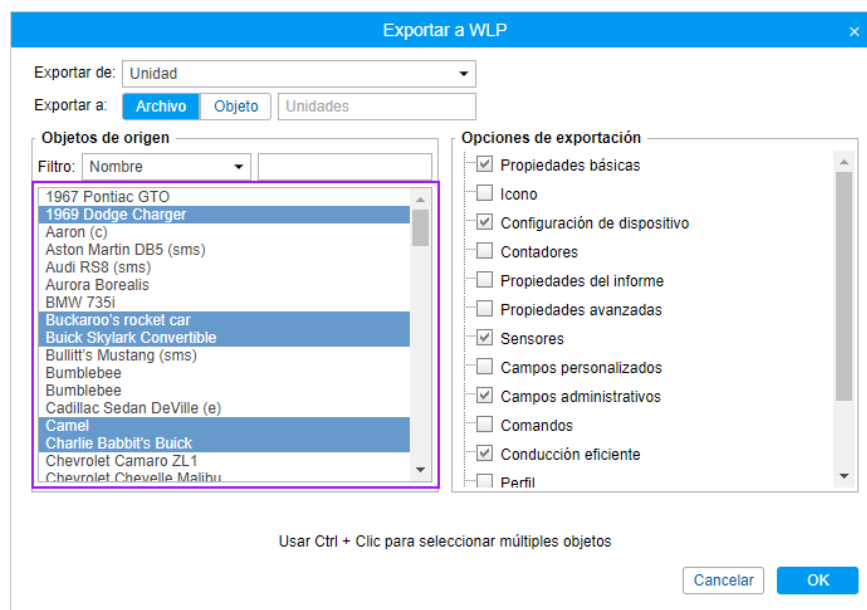 Exportar a WLP
Exportar de: Unidad
Exportar a: Archivo Objeto Unidades
Objetos de origen
Filtro: Nombre
1967 Pontiac GTO
1969 Dodge Charger
Aaron (c)
Aston Martin DB5 (sms)
Audi RS8 (sms)
Aurora Borealis
BMW 735i
Buckaroo's rocket car
Buick Skylark Convertible
Bullitt's Mustang (sms)
Bumblebee
Bumblebee
Cadillac Sedan DeVille (e)
Camel
Charlie Babbit's Buick
Chevrolet Camaro ZL1
Chevrolet Chevelle Malibu
Opciones de exportación
Propiedades básicas
Icono
Configuración de dispositivo
Contadores
Propiedades del informe
Propiedades avanzadas
Sensores
Campos personalizados
Campos administrativos
Comandos
Conducción eficiente
Perfil
Usar Ctrl + Clic para seleccionar múltiples objetos
Cancelar OK